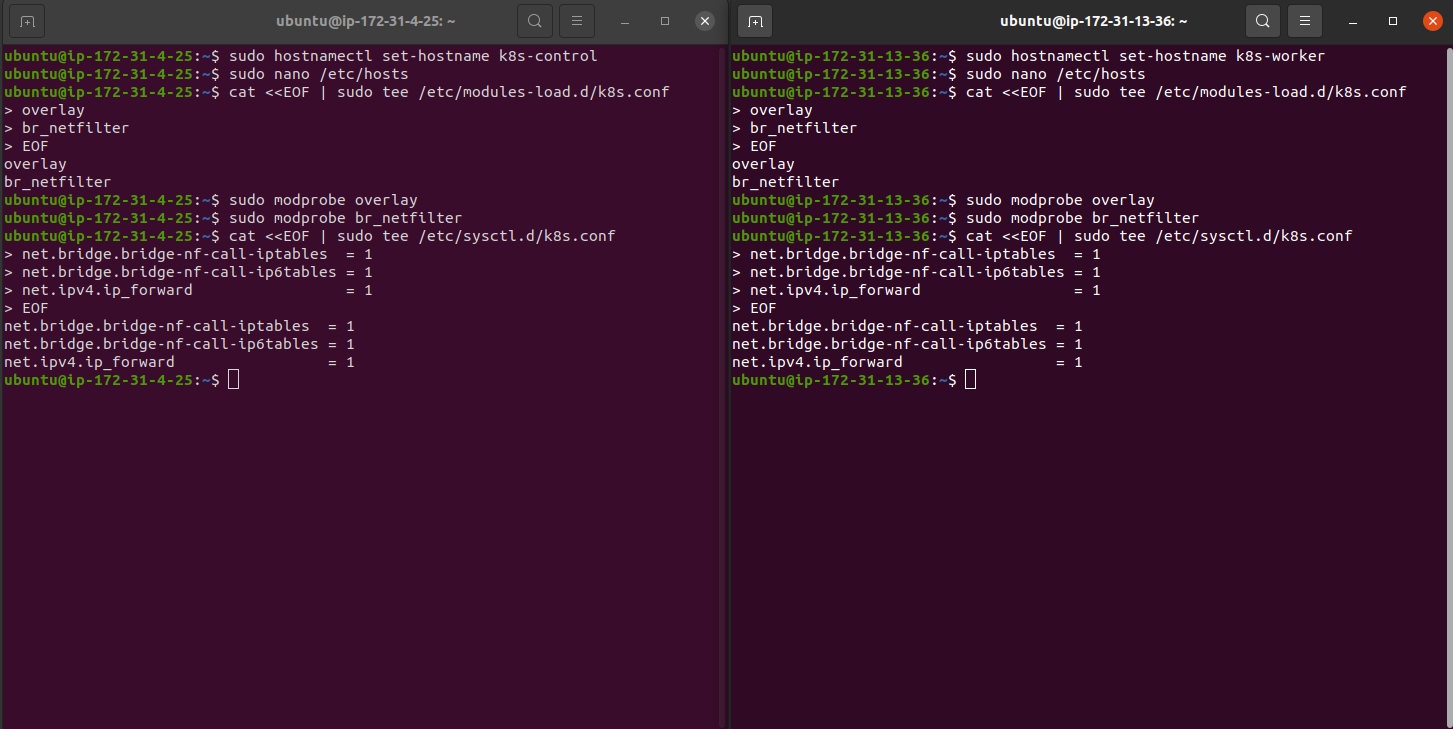 ubuntu@ip-172-31-4-25: ~
ubuntu@ip-172-31-4-25:~$ sudo hostnamectl set-hostname k8s-control
ubuntu@ip-172-31-4-25:~$ sudo nano /etc/hosts
ubuntu@ip-172-31-4-25:~$ cat <<EOF | sudo tee /etc/modules-load.d/k8s.conf
> overlay
> br_netfilter
> EOF
overlay
br_netfilter
ubuntu@ip-172-31-4-25:~$ sudo modprobe overlay
ubuntu@ip-172-31-4-25:~$ sudo modprobe br_netfilter
ubuntu@ip-172-31-4-25:~$ cat <<EOF | sudo tee /etc/sysctl.d/k8s.conf
> net.bridge.bridge-nf-call-iptables  = 1
> net.bridge.bridge-nf-call-ip6tables = 1
> net.ipv4.ip_forward                 = 1
> EOF
net.bridge.bridge-nf-call-iptables  = 1
net.bridge.bridge-nf-call-ip6tables = 1
net.ipv4.ip_forward                 = 1
ubuntu@ip-172-31-4-25:~$
ubuntu@ip-172-31-13-36: ~
ubuntu@ip-172-31-13-36:~$ sudo hostnamectl set-hostname k8s-worker
ubuntu@ip-172-31-13-36:~$ sudo nano /etc/hosts
ubuntu@ip-172-31-13-36:~$ cat <<EOF | sudo tee /etc/modules-load.d/k8s.conf
> overlay
> br_netfilter
> EOF
overlay
br_netfilter
ubuntu@ip-172-31-13-36:~$ sudo modprobe overlay
ubuntu@ip-172-31-13-36:~$ sudo modprobe br_netfilter
ubuntu@ip-172-31-13-36:~$ cat <<EOF | sudo tee /etc/sysctl.d/k8s.conf
> net.bridge.bridge-nf-call-iptables  = 1
> net.bridge.bridge-nf-call-ip6tables = 1
> net.ipv4.ip_forward                 = 1
> EOF
net.bridge.bridge-nf-call-iptables  = 1
net.bridge.bridge-nf-call-ip6tables = 1
net.ipv4.ip_forward                 = 1
ubuntu@ip-172-31-13-36:~$